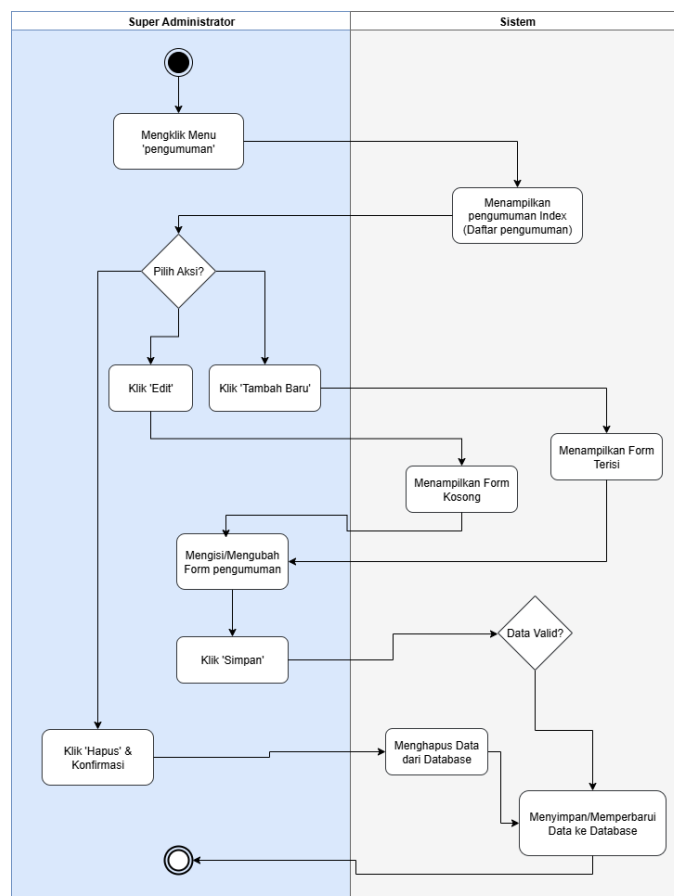 Super Administrator
Sistem
Mengklik Menu
'pengumuman'
Menampilkan
pengumuman Index
(Daftar pengumuman)
Pilih Aksi?
Klik 'Edit'
Klik 'Tambah Baru'
Menampilkan Form
Terisi
Menampilkan Form
Kosong
Mengisi/Mengubah
Form pengumuman
Data Valid?
Klik 'Simpan'
Klik 'Hapus' &
Konfirmasi
Menghapus Data
dari Database
Menyimpan/Memperbarui
Data ke Database